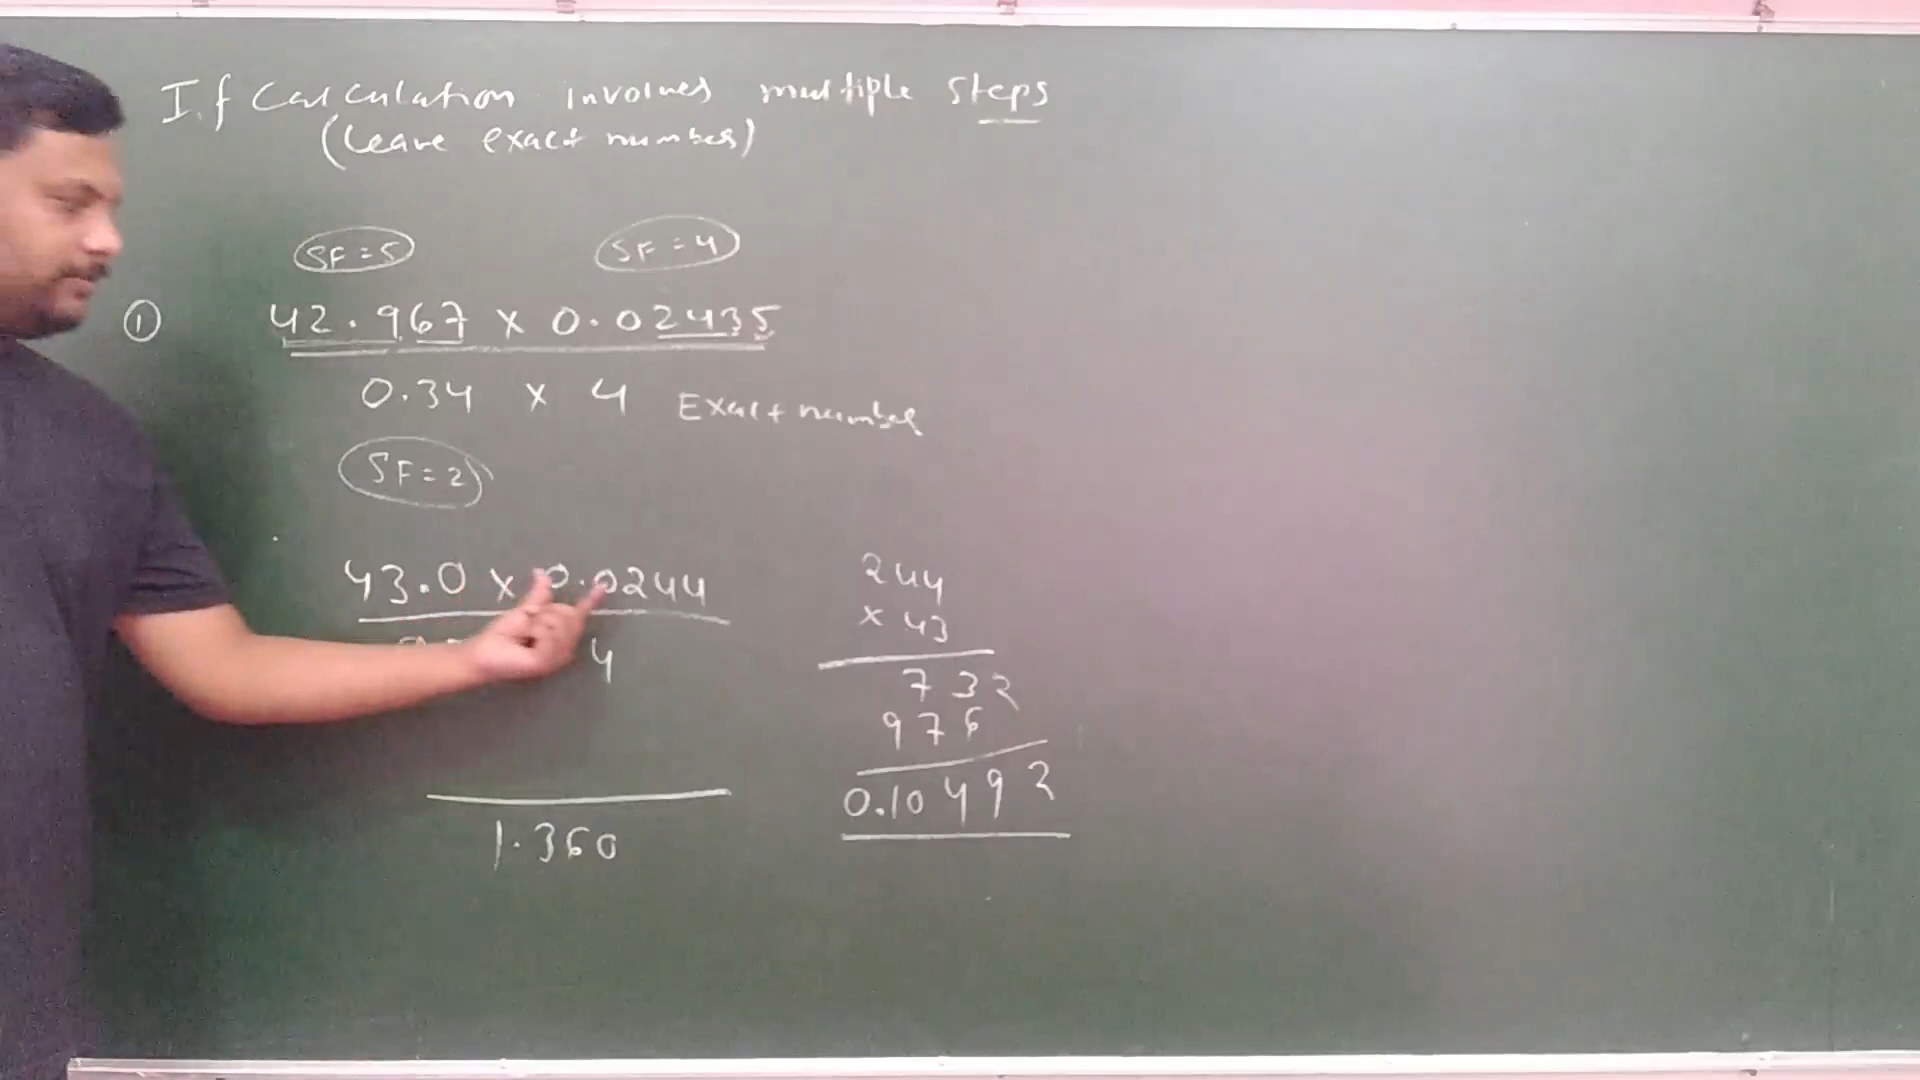 If Calculation involves multiple steps
(leave exact number)
SF=5 SF=4
① 42.967 x 0.02435
0.34 x 4 Exact number
SF=2
43.0 x 0.0244
4
1.360
244
x 43
732
976
0.10492